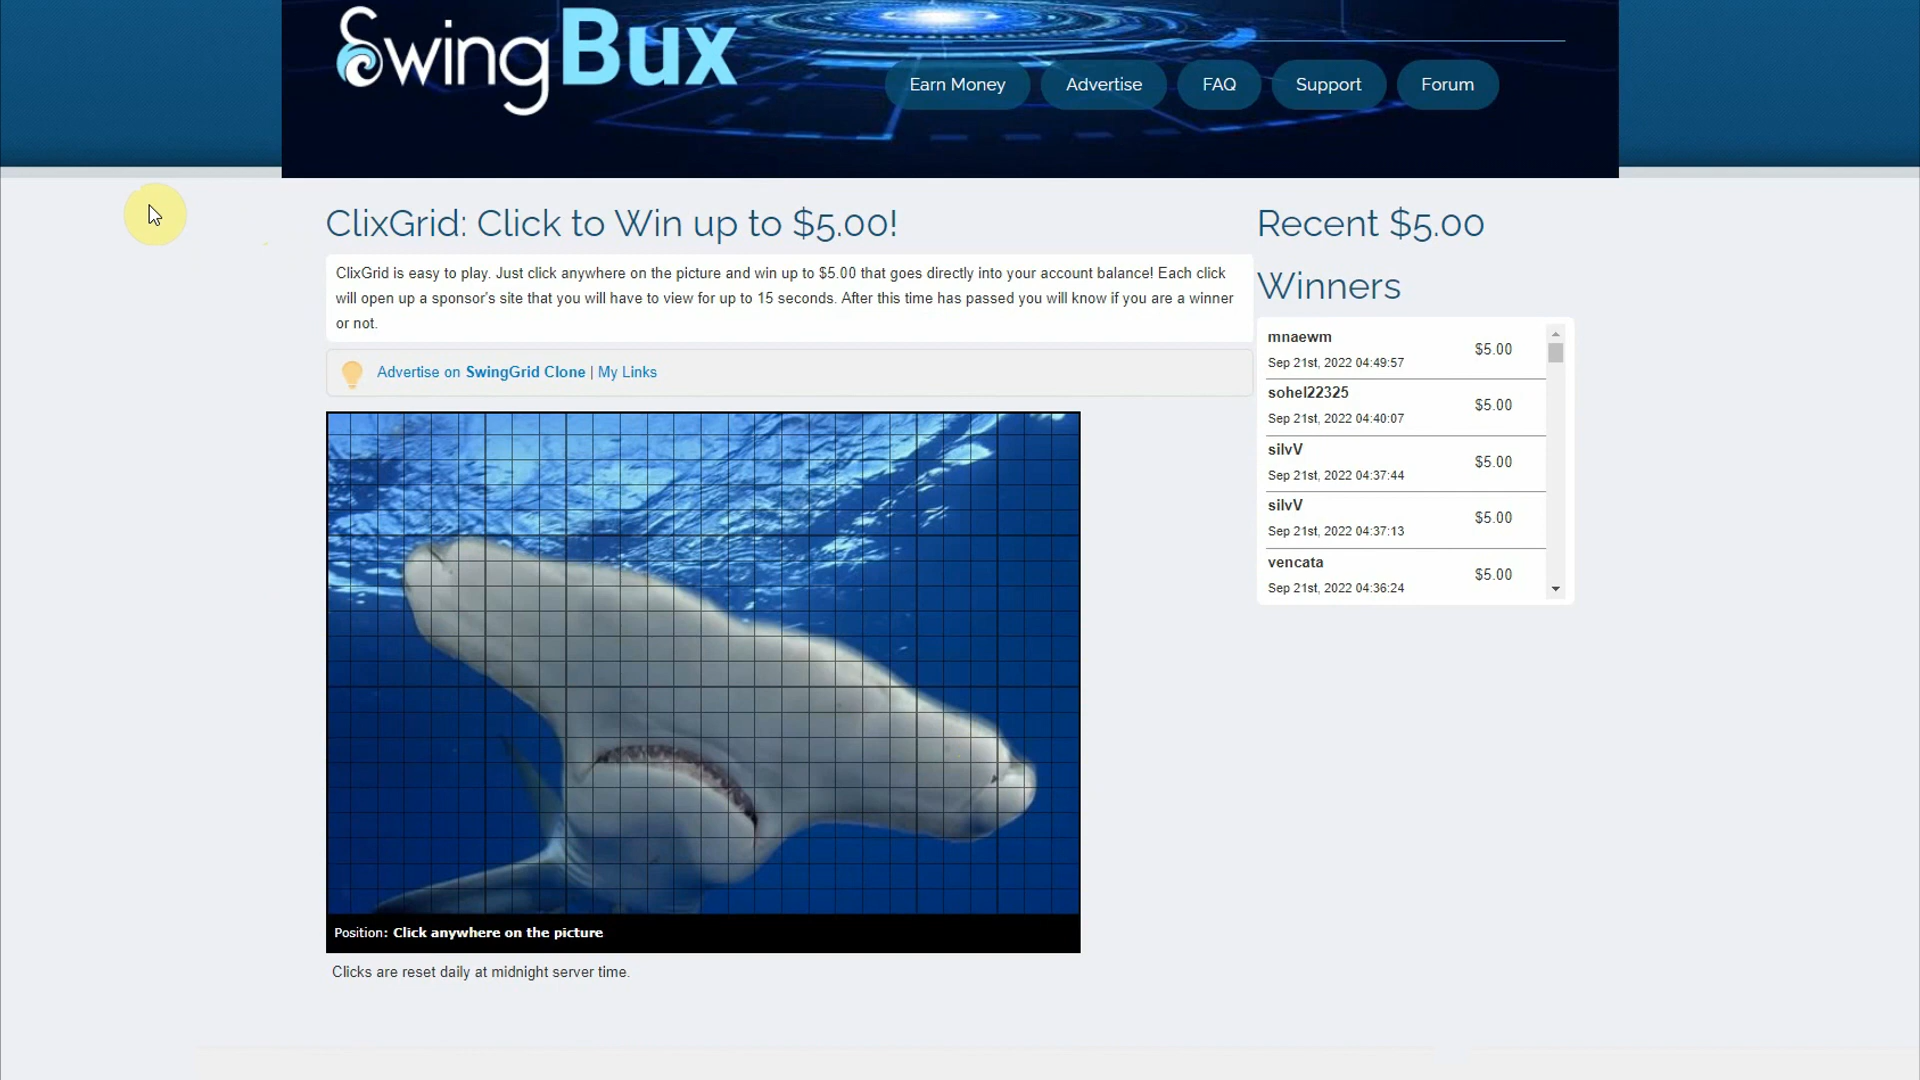 SwingBux
Earn Money
Advertise
FAQ
Support
Forum
ClixGrid: Click to Win up to $5.00!
ClixGrid is easy to play. Just click anywhere on the picture and win up to $5.00 that goes directly into your account balance! Each click
will open up a sponsor's site that you will have to view for up to 15 seconds. After this time has passed you will know if you are a winner
or not.
Advertise on SwingGrid Clone | My Links
Position: Click anywhere on the picture
Clicks are reset daily at midnight server time.
Recent $5.00
Winners
mnaewm
Sep 21st, 2022 04:49:57
$5.00
sohel22325
Sep 21st, 2022 04:40:07
$5.00
silvV
Sep 21st, 2022 04:37:44
$5.00
silvV
Sep 21st, 2022 04:37:13
$5.00
vencata
Sep 21st, 2022 04:36:24
$5.00